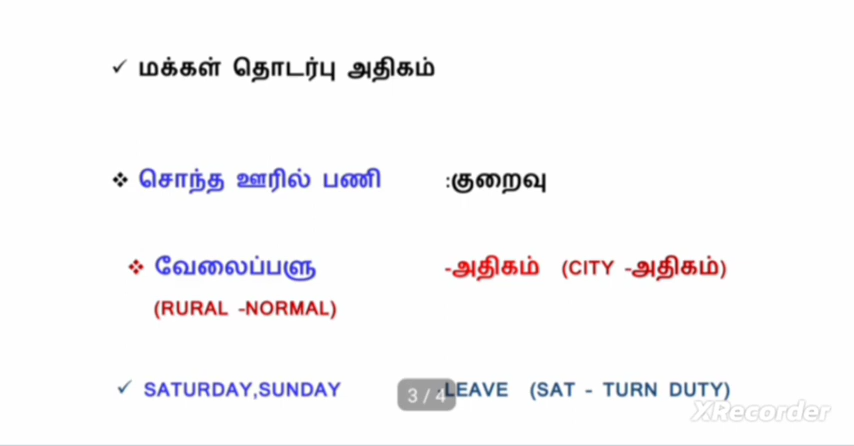 ✓ மக்கள் தொடர்பு அதிகம்
❖ சொந்த ஊரில் பணி :குறைவு
❖ வேலைப்பளு -அதிகம் (CITY -அதிகம்)
(RURAL -NORMAL)
✓ SATURDAY,SUNDAY :LEAVE (SAT - TURN DUTY)
3 / 4
XRecorder